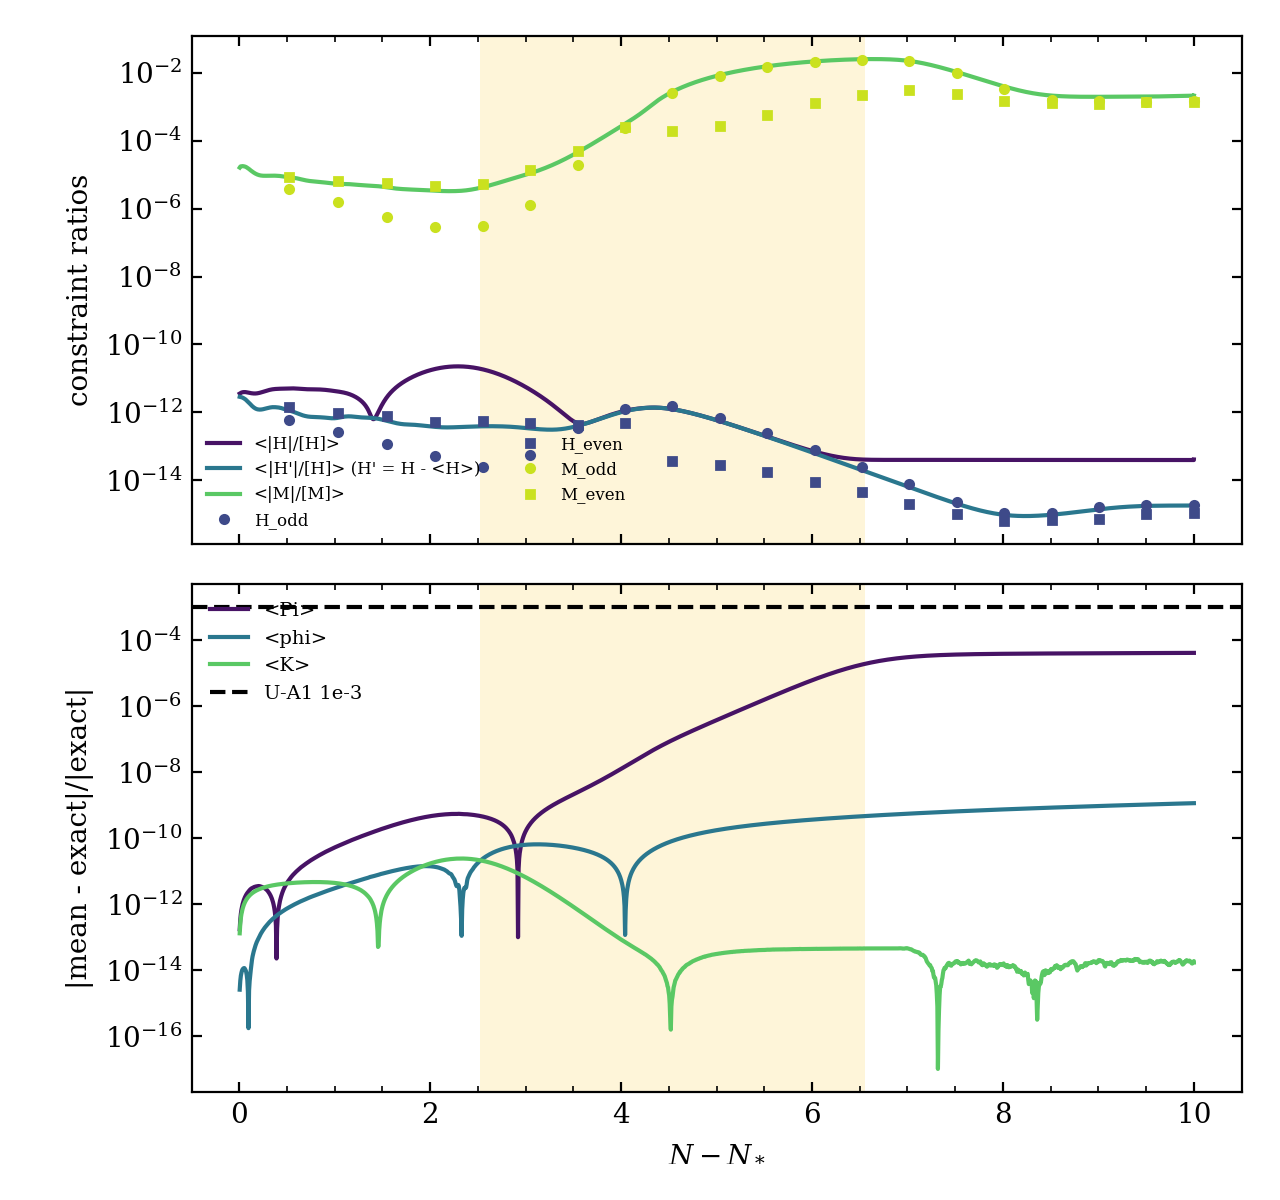 constraint ratios
10⁻²
10⁻⁴
10⁻⁶
10⁻⁸
10⁻¹⁰
10⁻¹²
10⁻¹⁴
<|H|/[H]>
<|H'|/[H]> (H' = H - <H>)
<|M|/[M]>
H_odd
H_even
M_odd
M_even
|mean - exact|/|exact|
10⁻⁴
10⁻⁶
10⁻⁸
10⁻¹⁰
10⁻¹²
10⁻¹⁴
10⁻¹⁶
<Pi>
<phi>
<K>
U-A1 1e-3
0 2 4 6 8 10
N − N∗